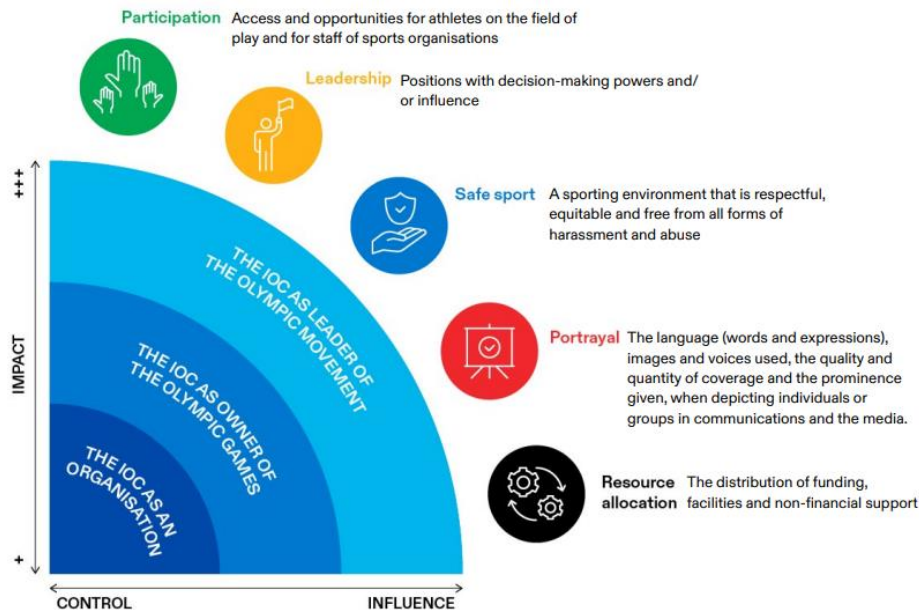 Participation Access and opportunities for athletes on the field of
play and for staff of sports organisations
Leadership Positions with decision-making powers and/
or influence
Safe sport A sporting environment that is respectful,
equitable and free from all forms of
harassment and abuse
Portrayal The language (words and expressions),
images and voices used, the quality and
quantity of coverage and the prominence
given, when depicting individuals or
groups in communications and the media.
Resource
allocation
The distribution of funding,
facilities and non-financial support
+++
IMPACT
+
THE IOC AS LEADER OF
THE OLYMPIC MOVEMENT
THE IOC AS OWNER OF
THE OLYMPIC GAMES
THE IOC AS AN
ORGANISATION
CONTROL
INFLUENCE